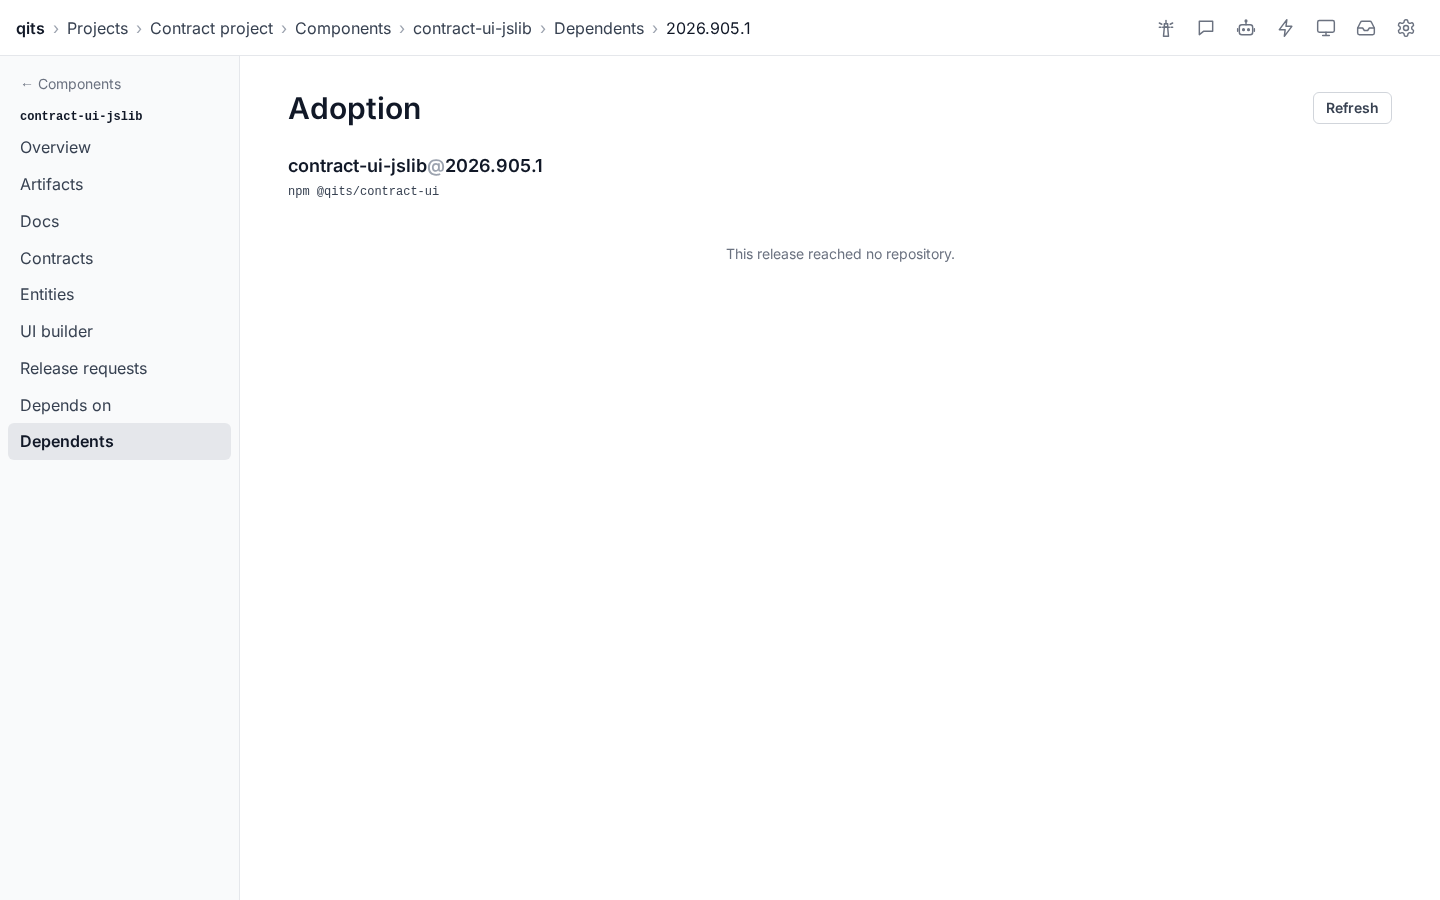 qits › Projects › Contract project › Components › contract-ui-jslib › Dependents › 2026.905.1
← Components
contract-ui-jslib
Overview
Artifacts
Docs
Contracts
Entities
UI builder
Release requests
Depends on
Dependents
Adoption
Refresh
contract-ui-jslib@2026.905.1
npm @qits/contract-ui
This release reached no repository.